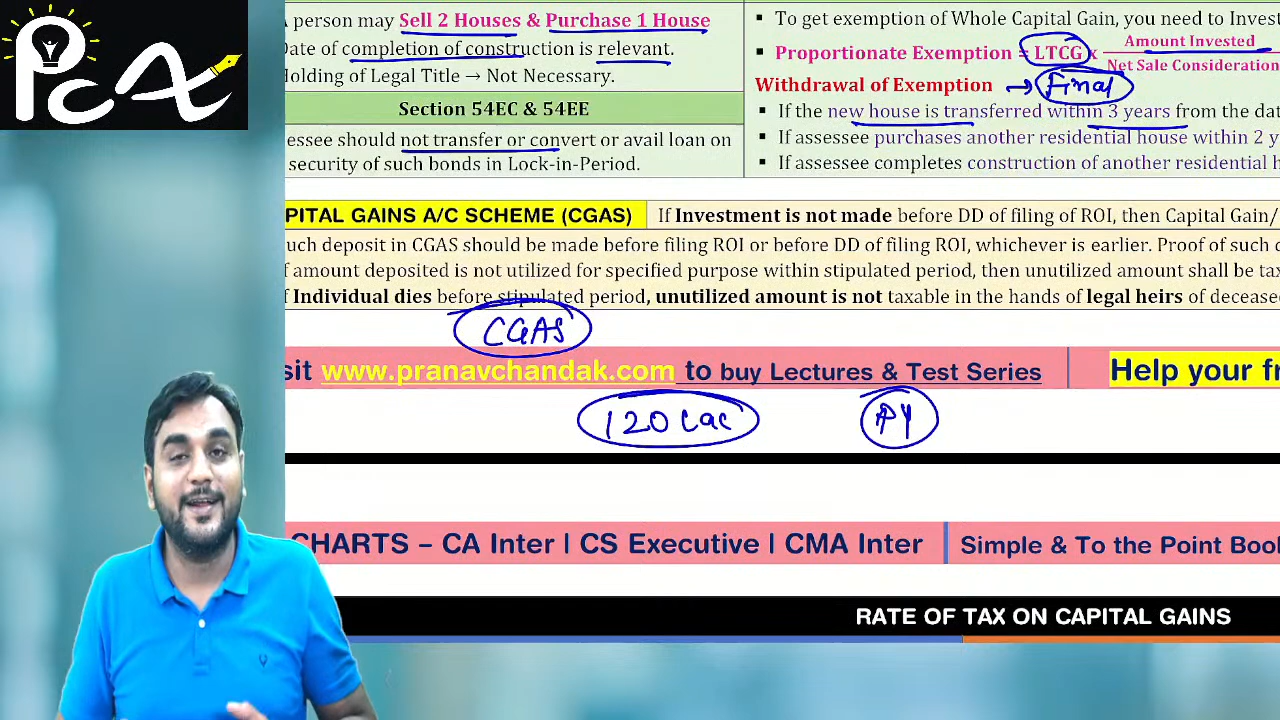 PCA
A person may Sell 2 Houses & Purchase 1 House
Date of completion of construction is relevant.
Holding of Legal Title → Not Necessary.
Section 54EC & 54EE
essee should not transfer or convert or avail loan on
security of such bonds in Lock-in-Period.
To get exemption of Whole Capital Gain, you need to Inves
Proportionate Exemption = LTCG x Amount Invested
Net Sale Consideration
Withdrawal of Exemption → Final
If the new house is transferred within 3 years from the dat
If assessee purchases another residential house within 2 y
If assessee completes construction of another residential h
PITAL GAINS A/C SCHEME (CGAS) If Investment is not made before DD of filing of ROI, then Capital Gain/
uch deposit in CGAS should be made before filing ROI or before DD of filing ROI, whichever is earlier. Proof of such d
f amount deposited is not utilized for specified purpose within stipulated period, then unutilized amount shall be tax
f Individual dies before stipulated period, unutilized amount is not taxable in the hands of legal heirs of decease
CGAS
sit www.pranavchandak.com to buy Lectures & Test Series Help your fr
120 Lac PY
CHARTS – CA Inter | CS Executive | CMA Inter Simple & To the Point Boo
RATE OF TAX ON CAPITAL GAINS